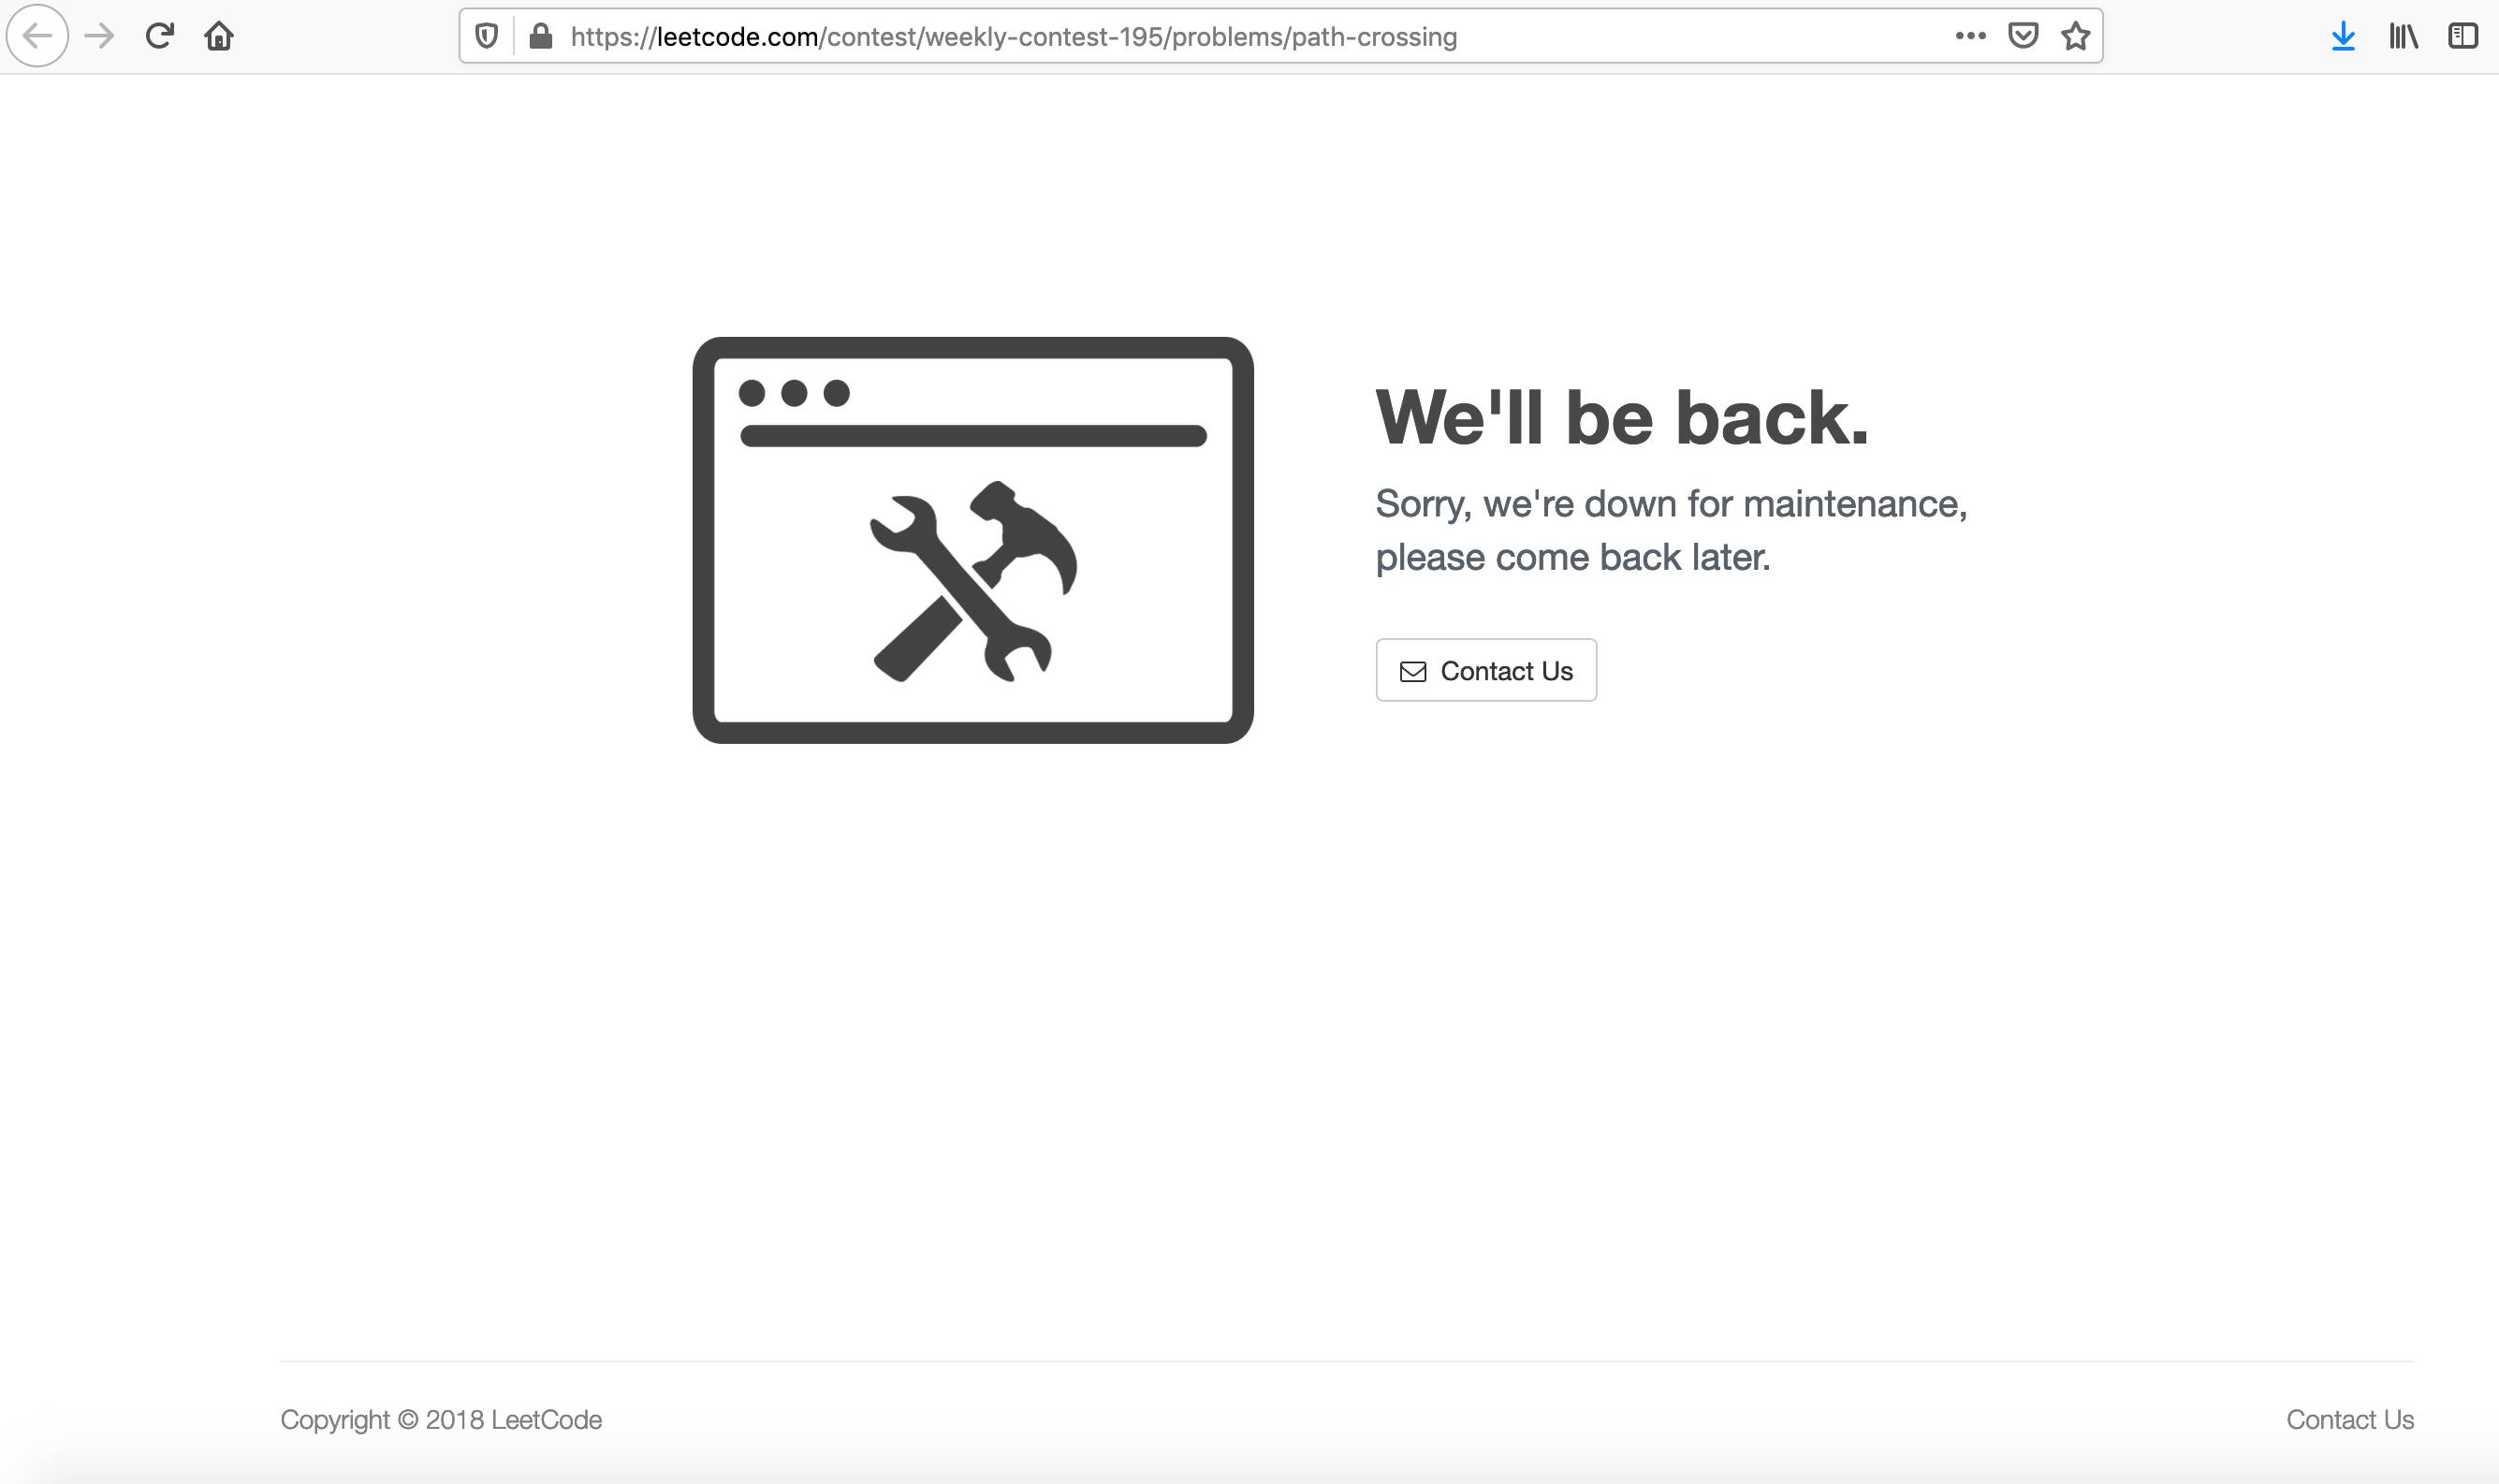 https://leetcode.com/contest/weekly-contest-195/problems/path-crossing
We'll be back.
Sorry, we're down for maintenance,
please come back later.
Contact Us
Copyright © 2018 LeetCode
Contact Us